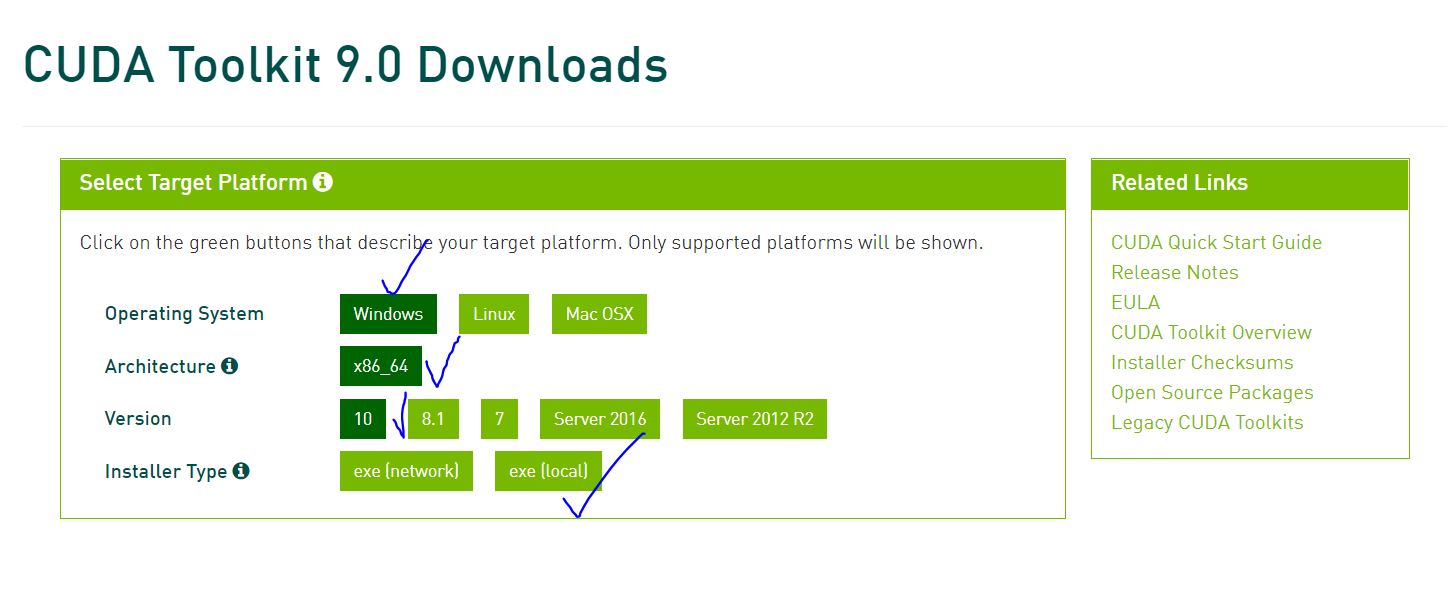 CUDA Toolkit 9.0 Downloads
Select Target Platform
Click on the green buttons that describe your target platform. Only supported platforms will be shown.
Operating System Windows Linux Mac OSX
Architecture x86_64
Version 10 8.1 7 Server 2016 Server 2012 R2
Installer Type exe (network) exe (local)
Related Links
CUDA Quick Start Guide
Release Notes
EULA
CUDA Toolkit Overview
Installer Checksums
Open Source Packages
Legacy CUDA Toolkits